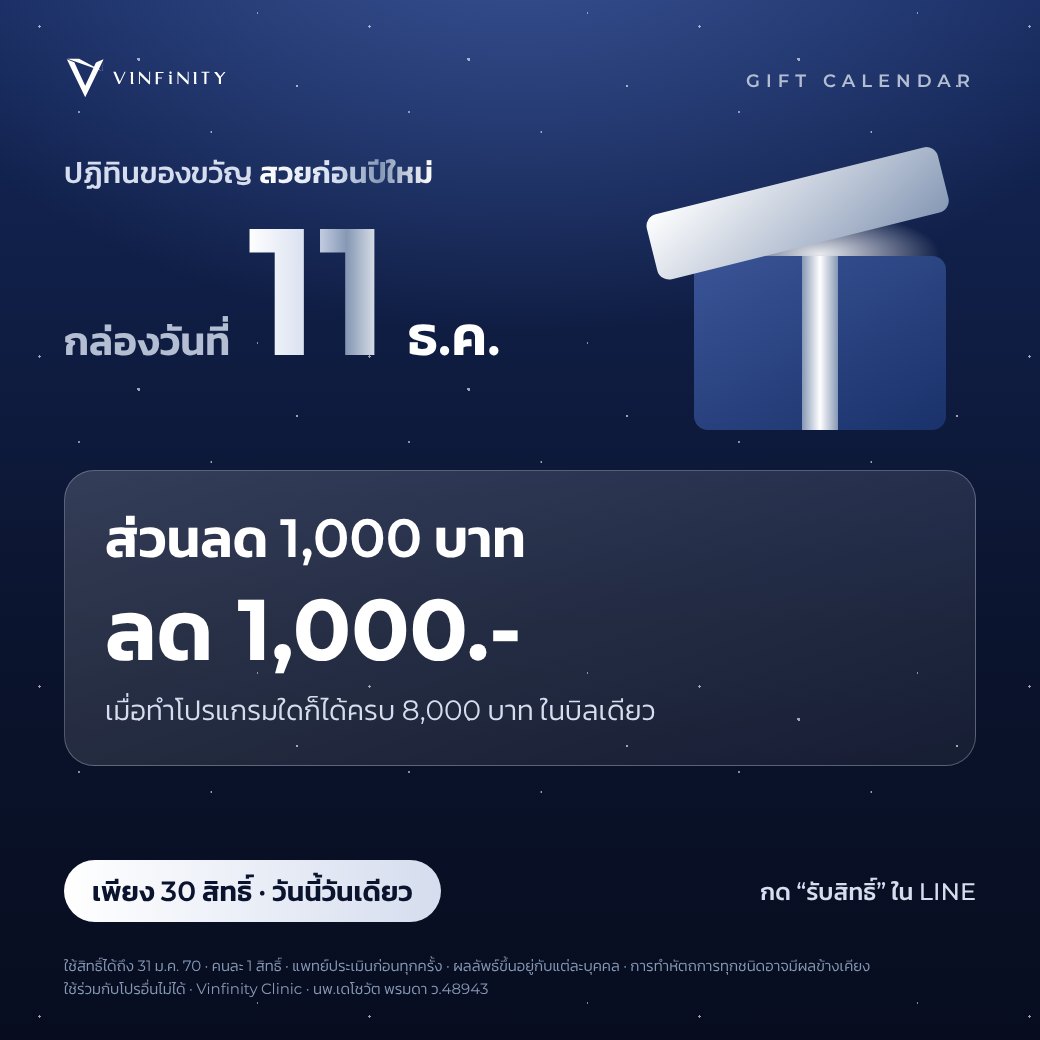 VINFINITY
GIFT CALENDAR
ปฏิทินของขวัญ สวยก่อนปีใหม่
กล่องวันที่ 11 ธ.ค.
ส่วนลด 1,000 บาท
ลด 1,000.-
เมื่อทำโปรแกรมใดก็ได้ครบ 8,000 บาท ในบิลเดียว
เพียง 30 สิทธิ์ · วันนี้วันเดียว
กด “รับสิทธิ์” ใน LINE
ใช้สิทธิ์ได้ถึง 31 ม.ค. 70 · คนละ 1 สิทธิ์ · แพทย์ประเมินก่อนทุกครั้ง · ผลลัพธ์ขึ้นอยู่กับแต่ละบุคคล · การทำหัตถการทุกชนิดอาจมีผลข้างเคียง
ใช้ร่วมกับโปรอื่นไม่ได้ · Vinfinity Clinic · นพ.เดโชวัต พรมดา ว.48943